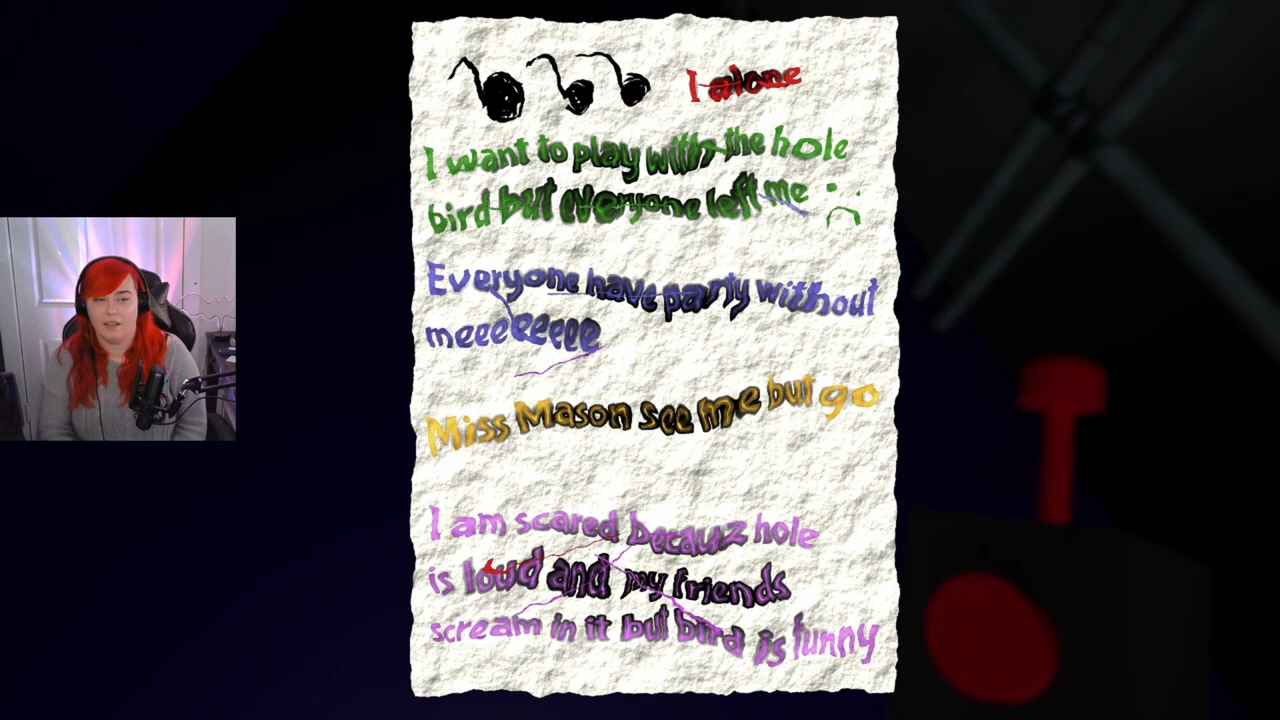 I alone
I want to play with the hole
bird but everyone left me
Everyone have party without
meeeeeeeee
Miss Mason see me but go
I am scared becauz hole
is loud and my friends
scream in it but bird is funny